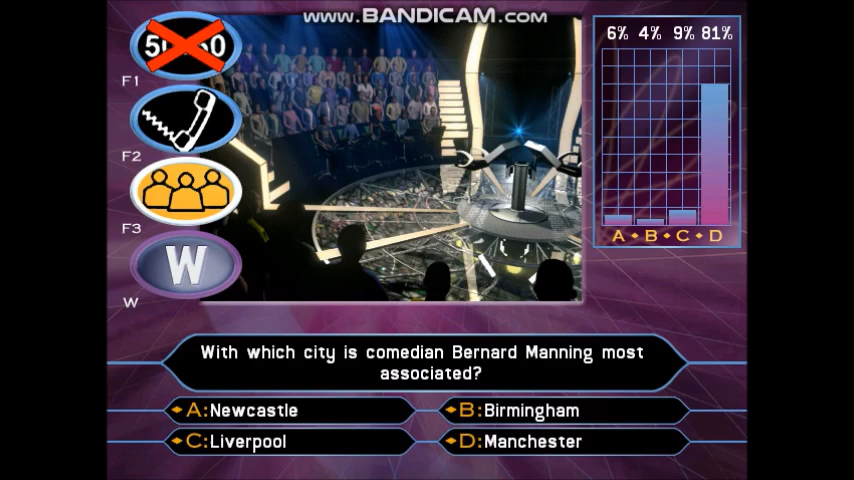 WWW.BANDICAM.COM
6% 4% 9% 81%
F1
F2
F3
W
W
A B C D
With which city is comedian Bernard Manning most
associated?
A:Newcastle
B:Birmingham
C:Liverpool
D:Manchester